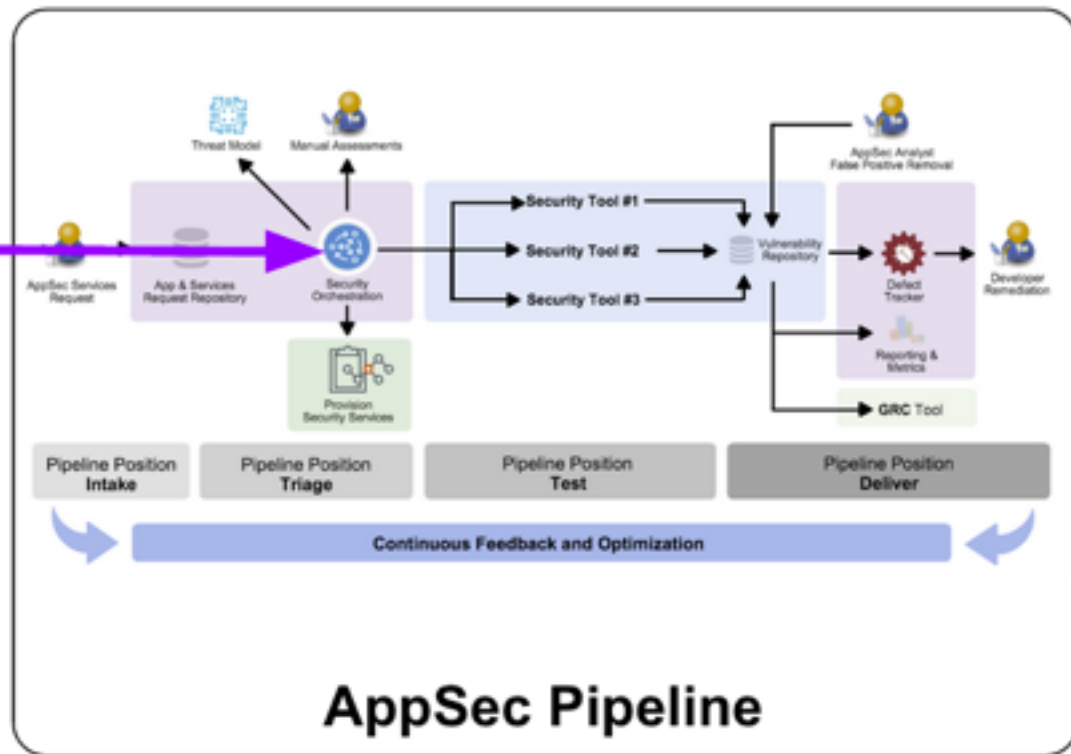 Threat Model
Manual Assessments
AppSec Analyst
False Positive Removal
AppSec Services
Request
App & Services
Request Repository
Security
Orchestration
Security Tool #1
Security Tool #2
Security Tool #3
Vulnerability
Repository
Defect
Tracker
Developer
Remediation
Reporting &
Metrics
Provision
Security Services
GRC Tool
Pipeline Position
Intake
Pipeline Position
Triage
Pipeline Position
Test
Pipeline Position
Deliver
Continuous Feedback and Optimization
AppSec Pipeline